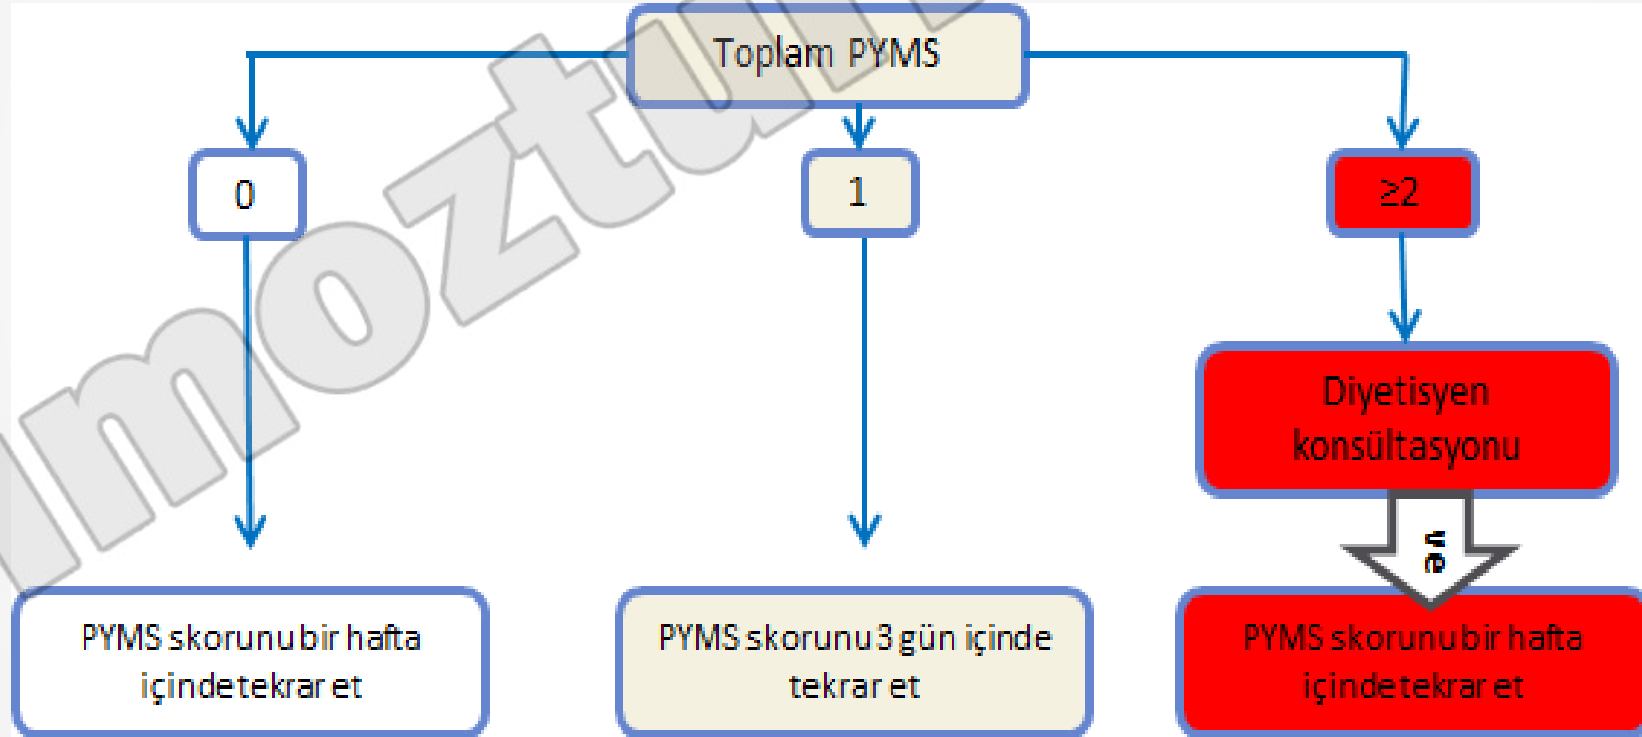 Toplam PYMS
0
1
≥2
Diyetisyen
konsültasyonu
ve
PYMS skorunu bir hafta
içinde tekrar et
PYMS skorunu 3 gün içinde
tekrar et
PYMS skorunu bir hafta
içinde tekrar et